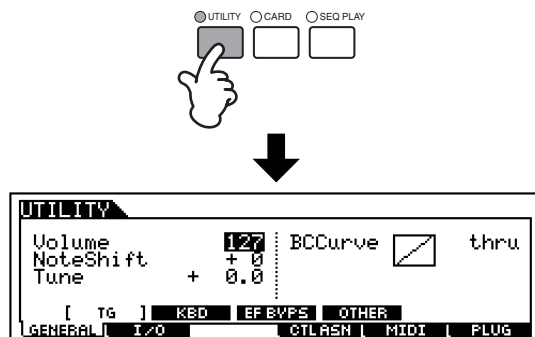 UTILITY CARD SEQ PLAY
UTILITY
Volume 127 BCCurve thru
NoteShift + 0
Tune + 0.0
[ TG ] KBD EF BYPS OTHER
GENERAL I/O CTLASN MIDI PLUG